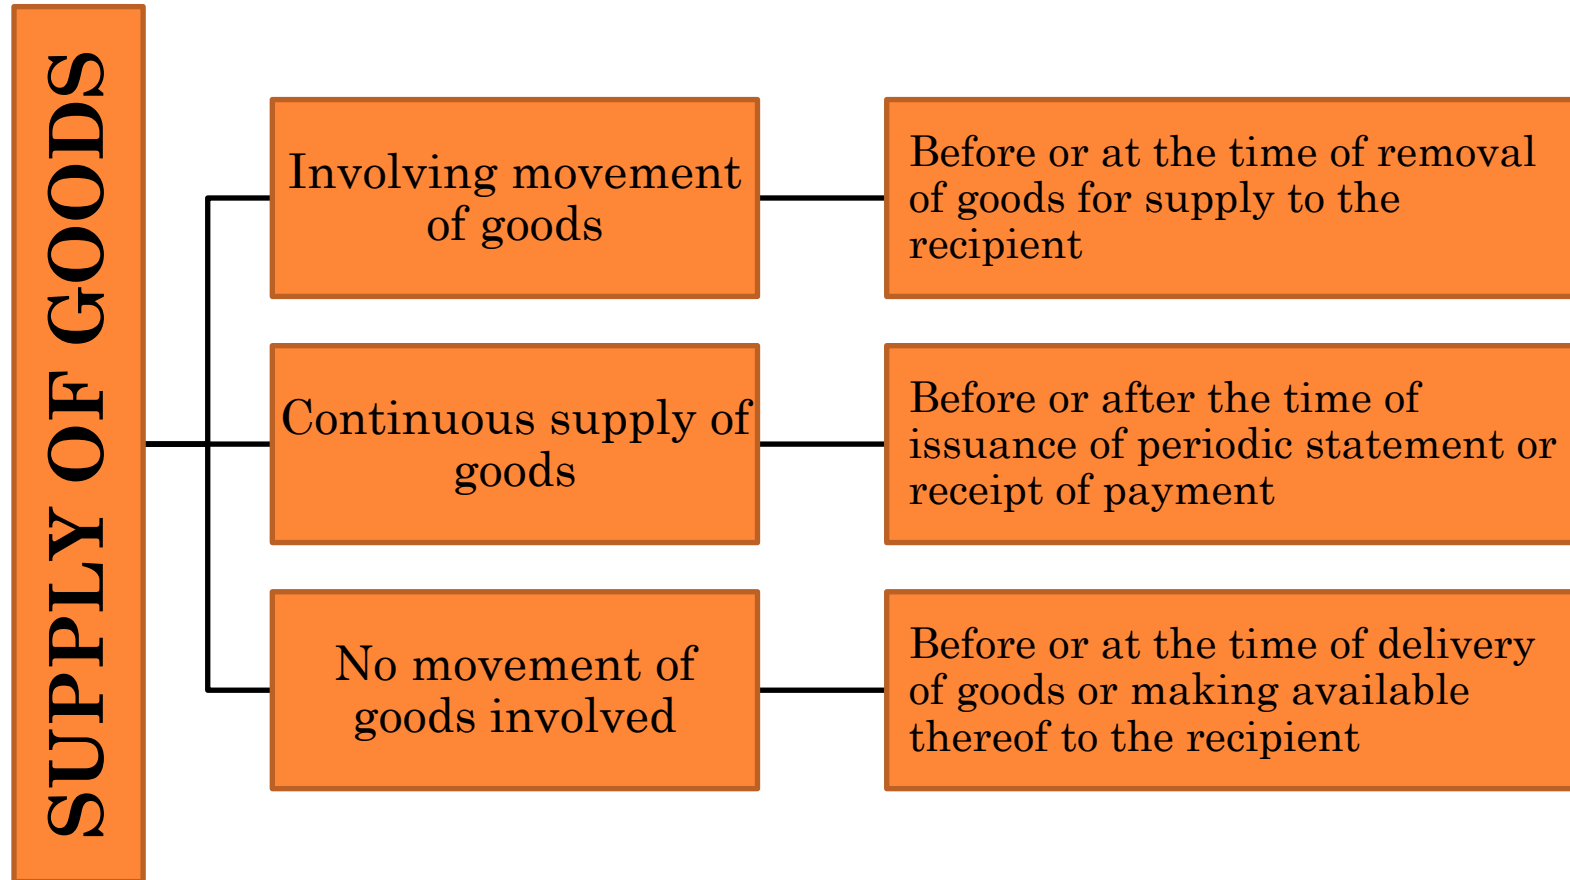 SUPPLY OF GOODS
Involving movement
of goods
Before or at the time of removal
of goods for supply to the
recipient
Continuous supply of
goods
Before or after the time of
issuance of periodic statement or
receipt of payment
No movement of
goods involved
Before or at the time of delivery
of goods or making available
thereof to the recipient